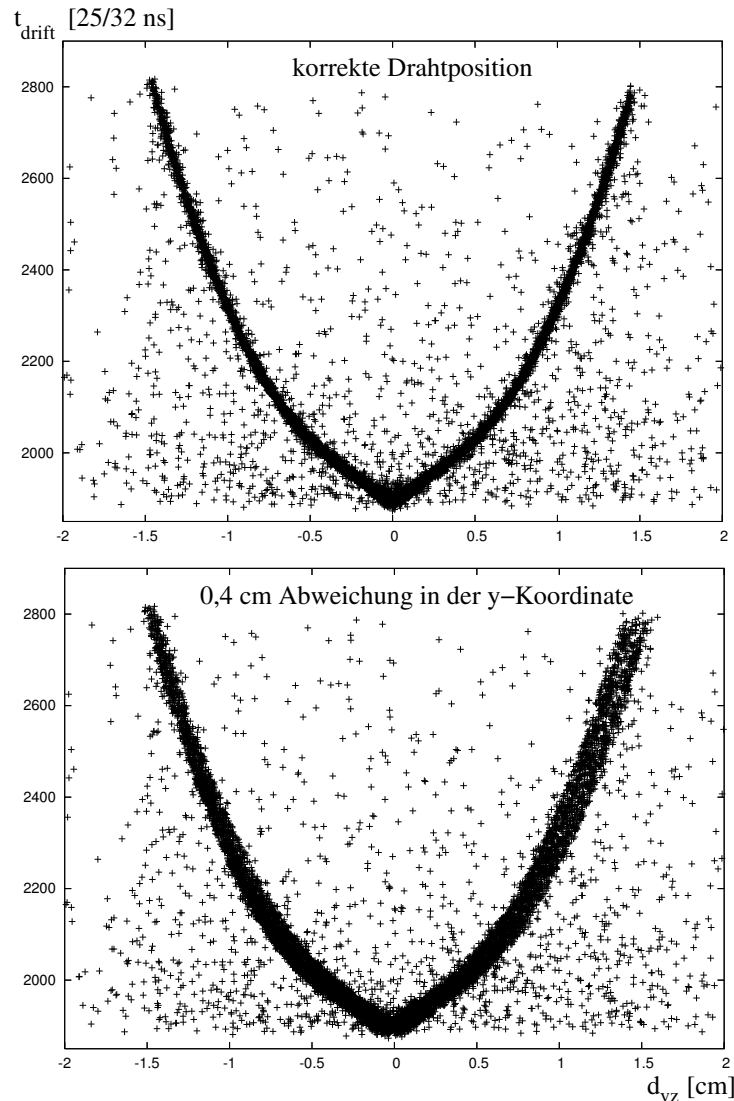 t_drift [25/32 ns]
korrekte Drahtposition
2800
2600
2400
2200
2000
-2 -1.5 -1 -0.5 0 0.5 1 1.5 2
0,4 cm Abweichung in der y−Koordinate
2800
2600
2400
2200
2000
-2 -1.5 -1 -0.5 0 0.5 1 1.5 2
d_yz [cm]